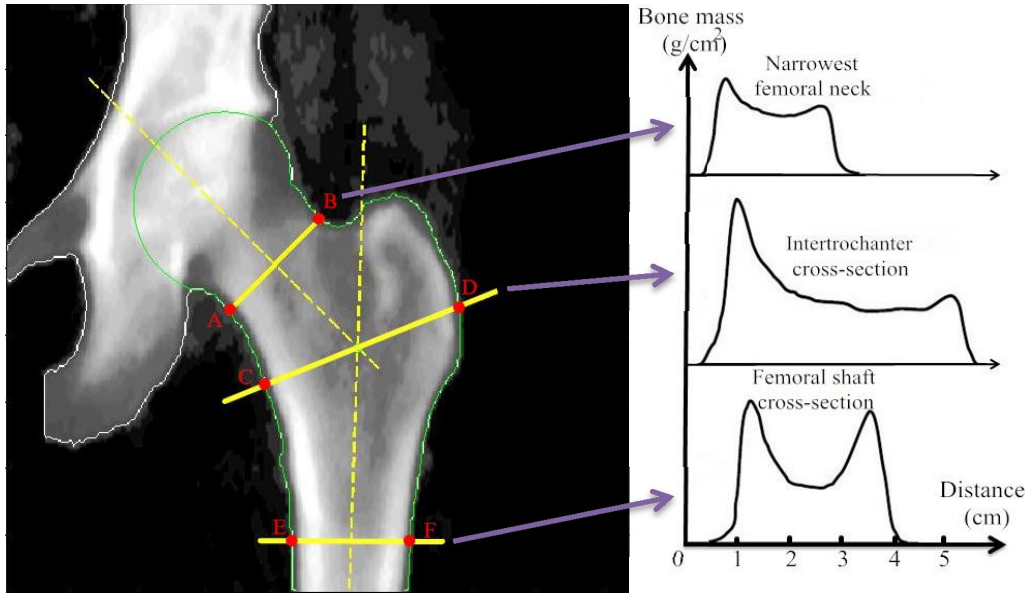 Bone mass
(g/cm²)
Narrowest
femoral neck
B
A
Intertrochanter
cross-section
D
C
Femoral shaft
cross-section
E
F
Distance
(cm)
0 1 2 3 4 5